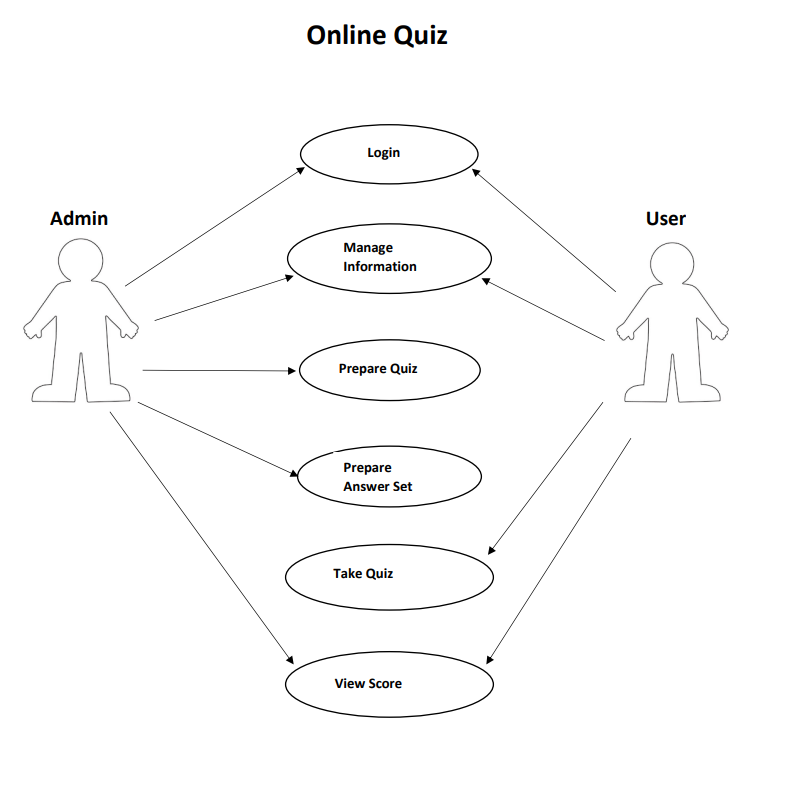 Online Quiz
Login
Admin
User
Manage
Information
Prepare Quiz
Prepare
Answer Set
Take Quiz
View Score